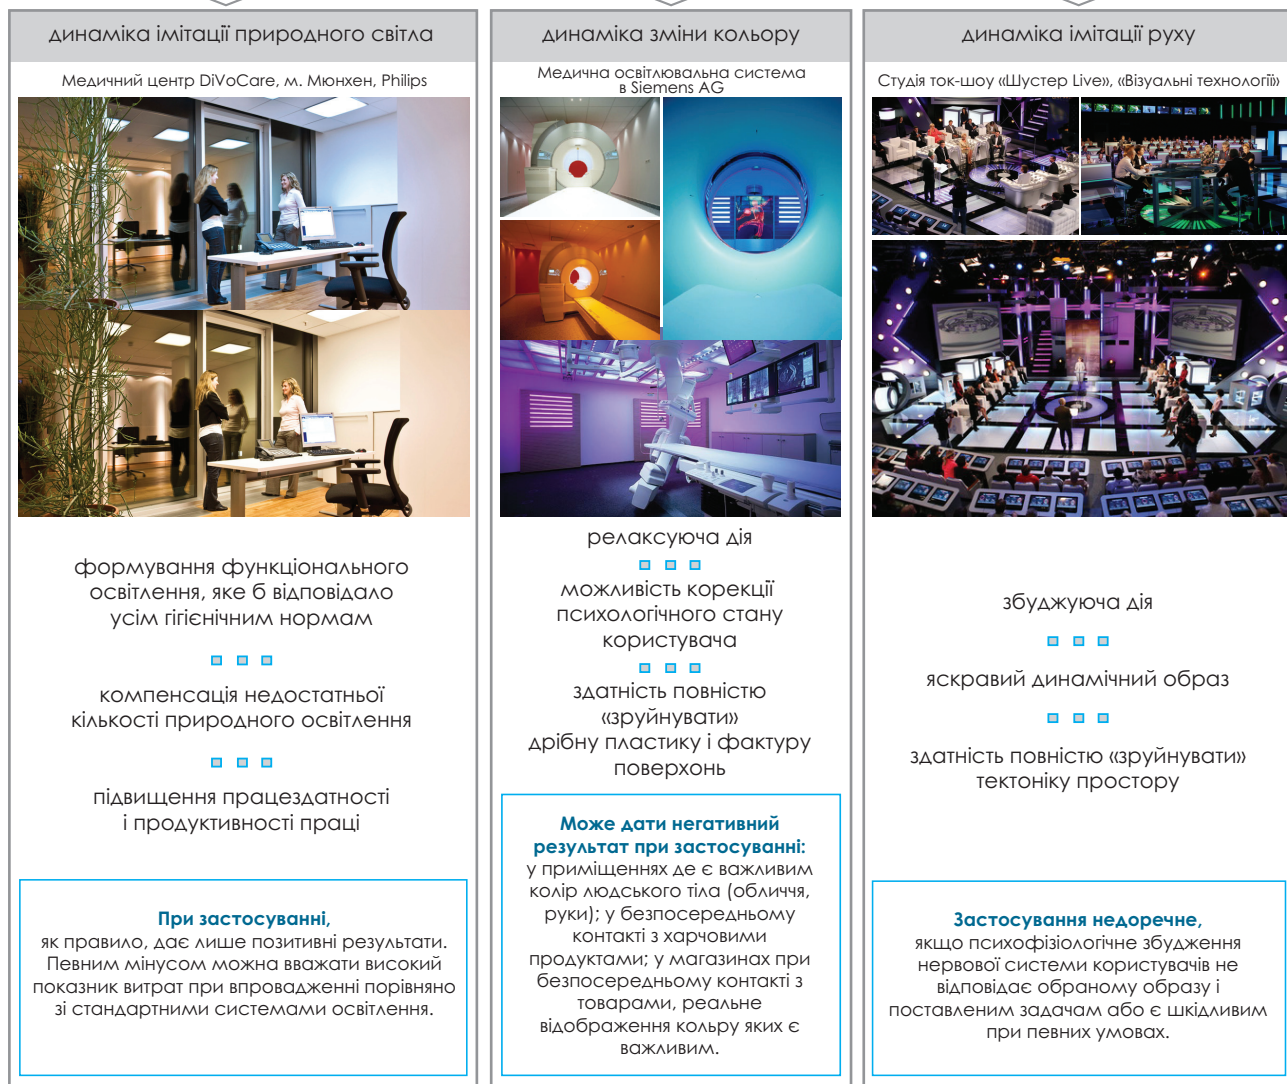 динаміка імітації природного світла
Медичний центр DiVoCare, м. Мюнхен, Philips
формування функціонального
освітлення, яке б відповідало
усім гігієнічним нормам
компенсація недостатньої
кількості природного освітлення
підвищення працездатності
і продуктивності праці
При застосуванні,
як правило, дає лише позитивні результати.
Певним мінусом можна вважати високий
показник витрат при впровадженні порівняно
зі стандартними системами освітлення.
динаміка зміни кольору
Медична освітлювальна система
в Siemens AG
релаксуюча дія
можливість корекції
психологічного стану
користувача
здатність повністю
«зруйнувати»
дрібну пластику і фактуру
поверхонь
Може дати негативний
результат при застосуванні:
у приміщеннях де є важливим
колір людського тіла (обличчя,
руки); у безпосередньому
контакті з харчовими
продуктами; у магазинах при
безпосередньому контакті з
товарами, реальне
відображення кольру яких є
важливим.
динаміка імітації руху
Студія ток-шоу «Шустер Live», «Візуальні технології»
збуджуюча дія
яскравий динамічний образ
здатність повністю «зруйнувати»
тектоніку простору
Застосування недоречне,
якщо психофізіологічне збудження
нервової системи користувачів не
відповідає обраному образу і
поставленим задачам або є шкідливим
при певних умовах.